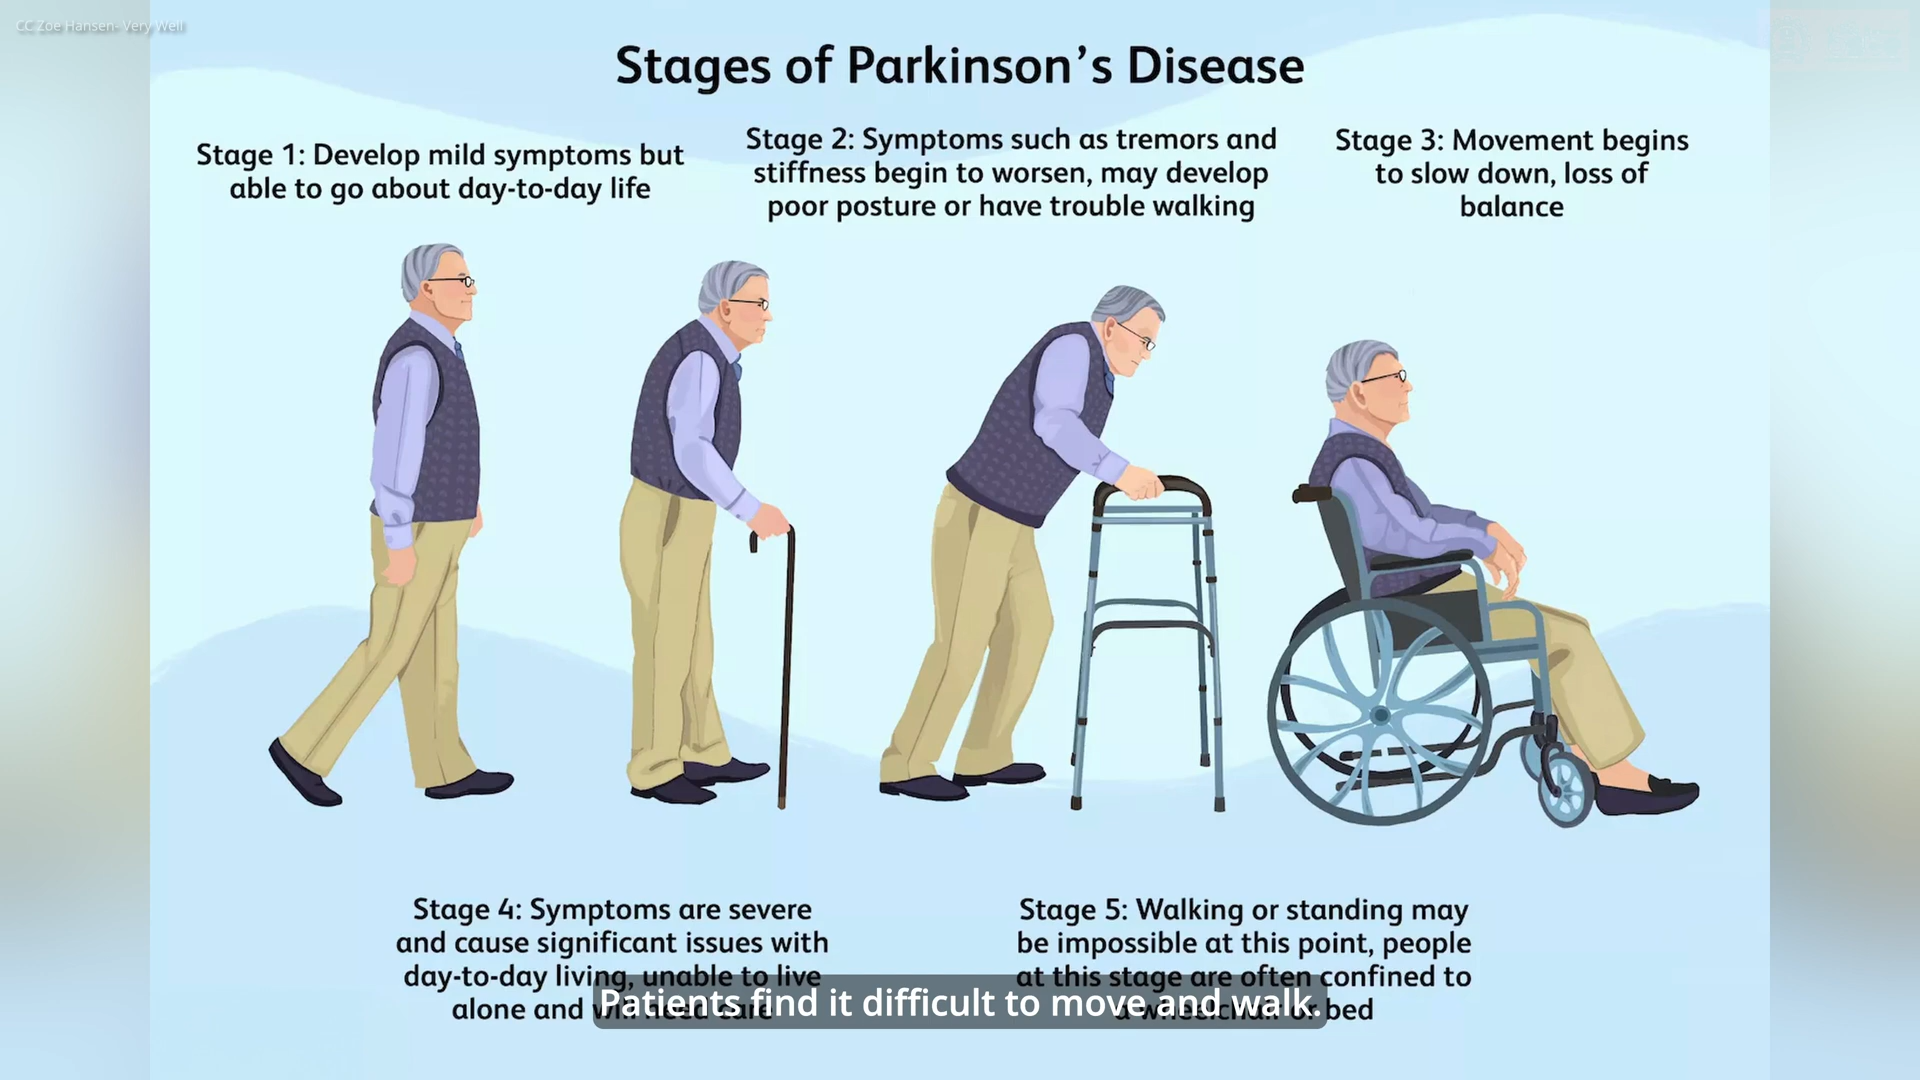 CC Zoe Hansen- Very Well
Stages of Parkinson’s Disease
Stage 1: Develop mild symptoms but
able to go about day-to-day life
Stage 2: Symptoms such as tremors and
stiffness begin to worsen, may develop
poor posture or have trouble walking
Stage 3: Movement begins
to slow down, loss of
balance
Stage 4: Symptoms are severe
and cause significant issues with
day-to-day living, unable to live
alone and will need care
Stage 5: Walking or standing may
be impossible at this point, people
at this stage are often confined to
a wheelchair or bed
Patients find it difficult to move and walk.